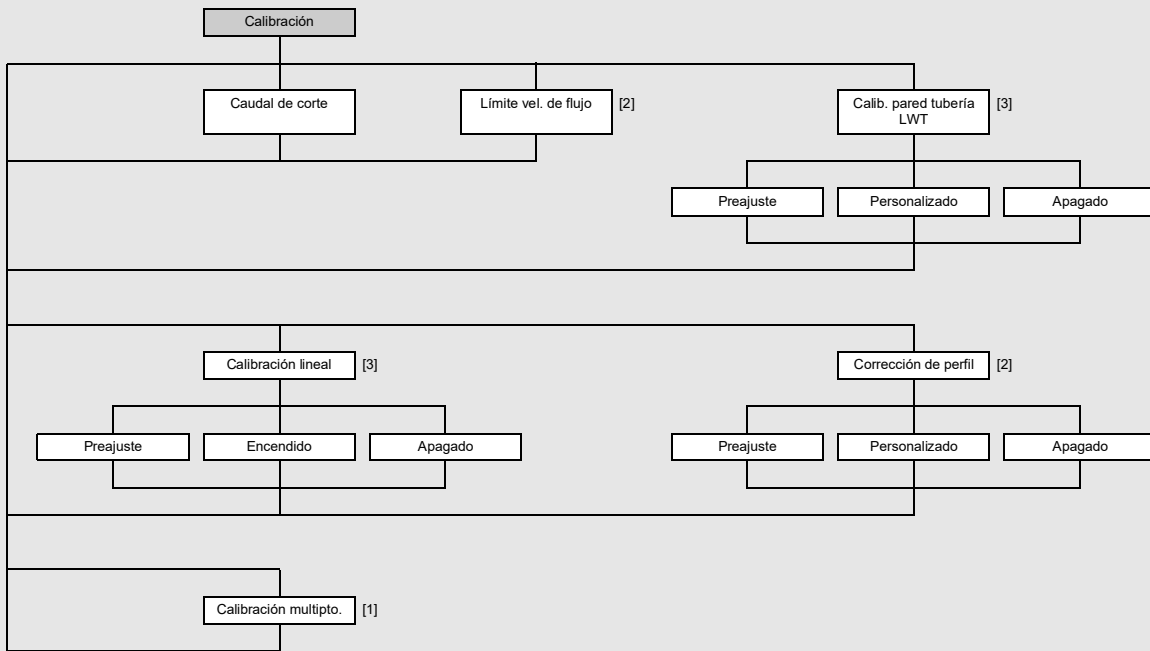 Calibración
Caudal de corte
Límite vel. de flujo [2]
Calib. pared tubería
LWT
[3]
Preajuste
Personalizado
Apagado
Calibración lineal [3]
Corrección de perfil [2]
Preajuste
Encendido
Apagado
Preajuste
Personalizado
Apagado
Calibración multipto. [1]